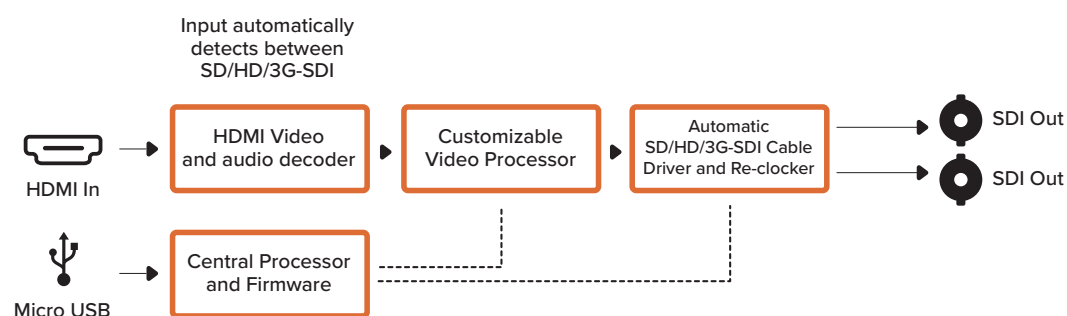 Input automatically
detects between
SD/HD/3G-SDI
HDMI In
HDMI Video
and audio decoder
Customizable
Video Processor
Automatic
SD/HD/3G-SDI Cable
Driver and Re-clocker
SDI Out
SDI Out
Micro USB
Central Processor
and Firmware